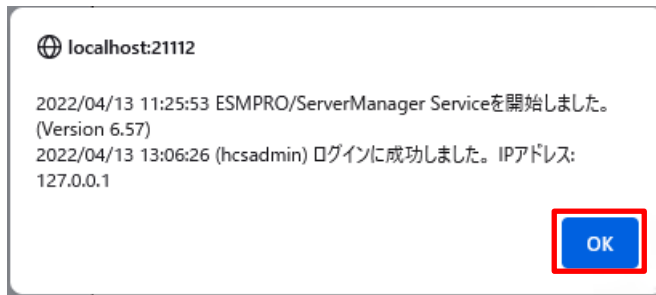 localhost:21112
2022/04/13 11:25:53 ESMPRO/ServerManager Serviceを開始しました。
(Version 6.57)
2022/04/13 13:06:26 (hcsadmin) ログインに成功しました。IPアドレス:
127.0.0.1
OK